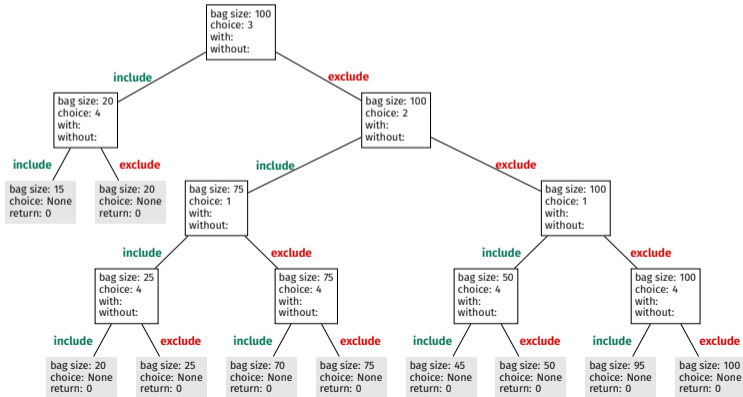 bag size: 100
choice: 3
with:
without:
include
exclude
bag size: 20
choice: 4
with:
without:
bag size: 100
choice: 2
with:
without:
include
exclude
include
exclude
bag size: 15
choice: None
return: 0
bag size: 20
choice: None
return: 0
bag size: 75
choice: 1
with:
without:
bag size: 100
choice: 1
with:
without:
include
exclude
include
exclude
bag size: 25
choice: 4
with:
without:
bag size: 75
choice: 4
with:
without:
bag size: 50
choice: 4
with:
without:
bag size: 100
choice: 4
with:
without:
include
exclude
include
exclude
include
exclude
include
exclude
bag size: 20
choice: None
return: 0
bag size: 25
choice: None
return: 0
bag size: 70
choice: None
return: 0
bag size: 75
choice: None
return: 0
bag size: 45
choice: None
return: 0
bag size: 50
choice: None
return: 0
bag size: 95
choice: None
return: 0
bag size: 100
choice: None
return: 0